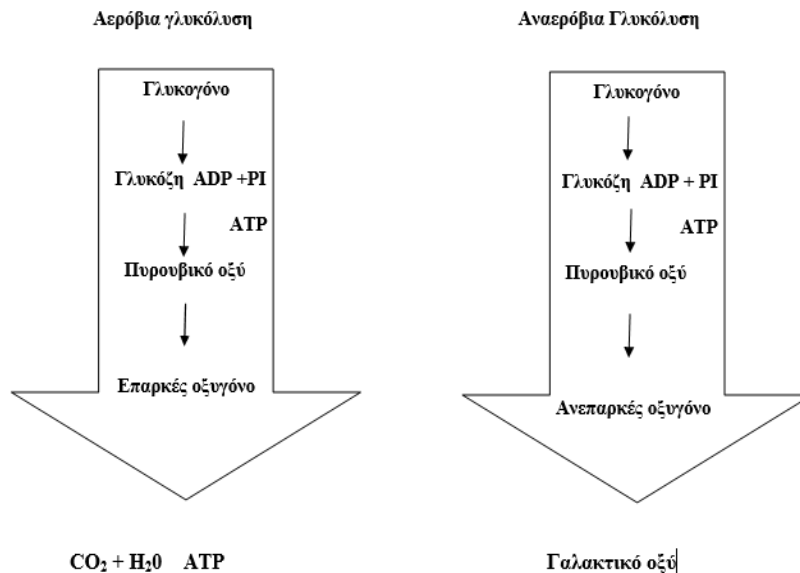 Αερόβια γλυκόλυση
Γλυκογόνο
Γλυκόζη ADP +PI
ATP
Πυρουβικό οξύ
Επαρκές οξυγόνο
CO₂ + H₂0 ATP
Αναερόβια Γλυκόλυση
Γλυκογόνο
Γλυκόζη ADP + PI
ATP
Πυρουβικό οξύ
Ανεπαρκές οξυγόνο
Γαλακτικό οξύ